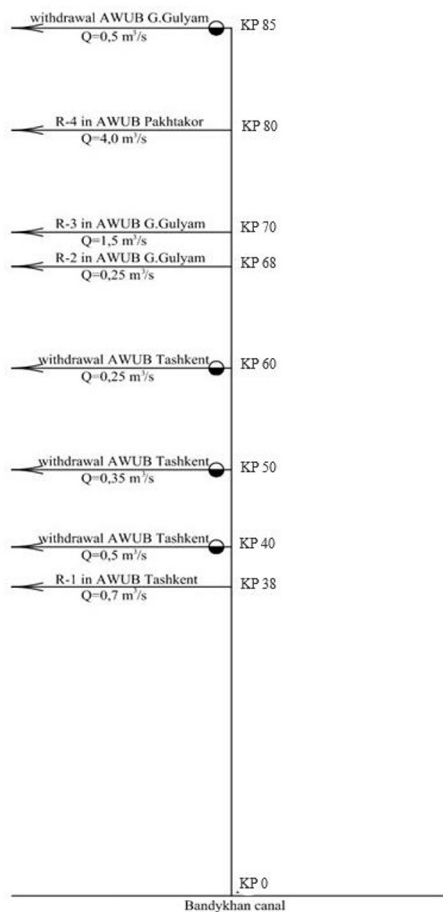 withdrawal AWUB G.Gulyam
KP 85
Q=0,5 m³/s
R-4 in AWUB Pakhtakor
KP 80
Q=4,0 m³/s
R-3 in AWUB G.Gulyam
KP 70
Q=1,5 m³/s
R-2 in AWUB G.Gulyam
KP 68
Q=0,25 m³/s
withdrawal AWUB Tashkent
KP 60
Q=0,25 m³/s
withdrawal AWUB Tashkent
KP 50
Q=0,35 m³/s
withdrawal AWUB Tashkent
KP 40
Q=0,5 m³/s
R-1 in AWUB Tashkent
KP 38
Q=0,7 m³/s
KP 0
Bandykhan canal